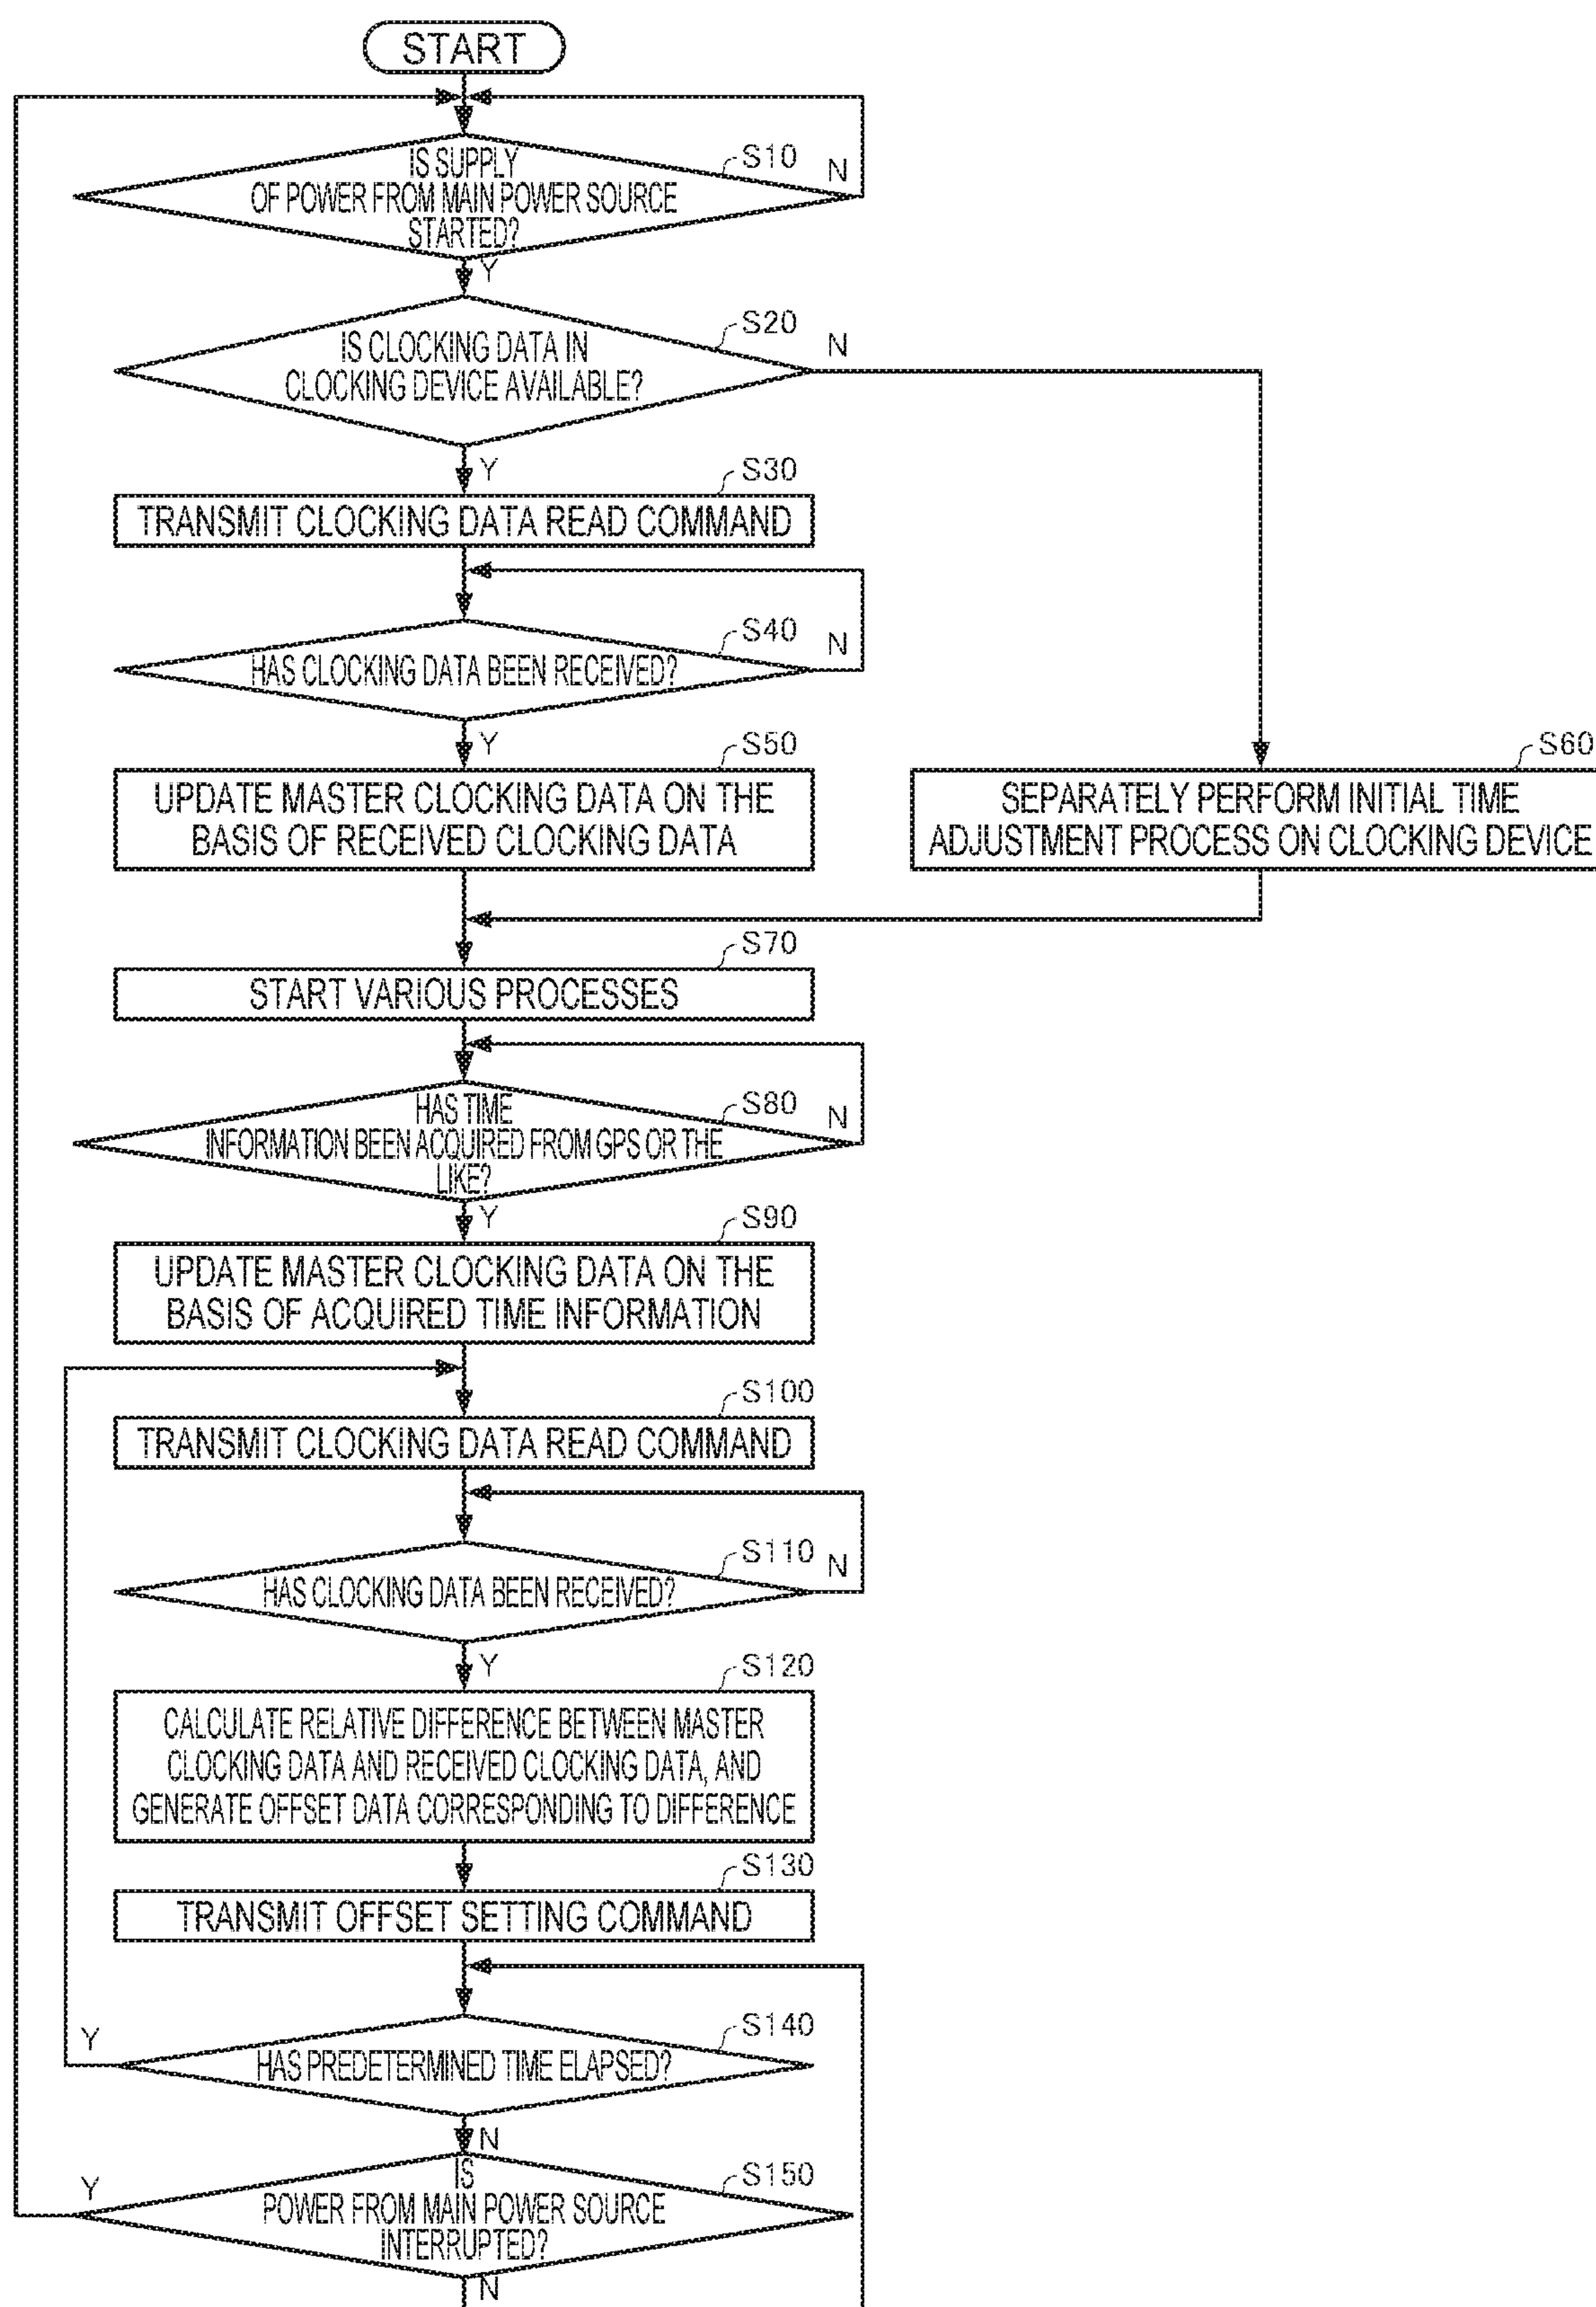 START
IS SUPPLY
OF POWER FROM MAIN POWER SOURCE
STARTED?
S10
N
Y
IS CLOCKING DATA IN
CLOCKING DEVICE AVAILABLE?
S20
N
Y
S30
TRANSMIT CLOCKING DATA READ COMMAND
S40
HAS CLOCKING DATA BEEN RECEIVED?
N
Y
S50
UPDATE MASTER CLOCKING DATA ON THE
BASIS OF RECEIVED CLOCKING DATA
S60
SEPARATELY PERFORM INITIAL TIME
ADJUSTMENT PROCESS ON CLOCKING DEVICE
S70
START VARIOUS PROCESSES
HAS TIME
INFORMATION BEEN ACQUIRED FROM GPS OR THE
LIKE?
S80
N
Y
S90
UPDATE MASTER CLOCKING DATA ON THE
BASIS OF ACQUIRED TIME INFORMATION
S100
TRANSMIT CLOCKING DATA READ COMMAND
S110
HAS CLOCKING DATA BEEN RECEIVED?
N
Y
S120
CALCULATE RELATIVE DIFFERENCE BETWEEN MASTER
CLOCKING DATA AND RECEIVED CLOCKING DATA, AND
GENERATE OFFSET DATA CORRESPONDING TO DIFFERENCE
S130
TRANSMIT OFFSET SETTING COMMAND
S140
Y
HAS PREDETERMINED TIME ELAPSED?
N
S150
Y
IS
POWER FROM MAIN POWER SOURCE
INTERRUPTED?
N